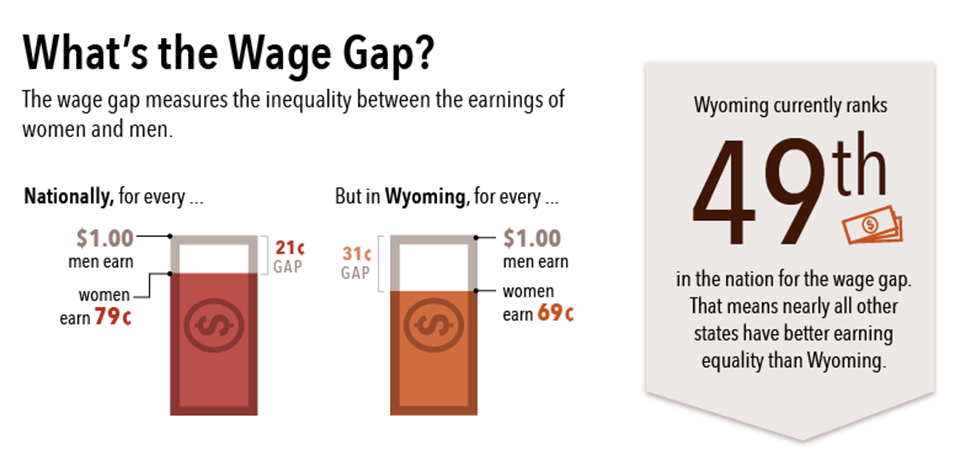 What's the Wage Gap?
The wage gap measures the inequality between the earnings of
women and men.
Nationally, for every ...
$1.00
men earn
women
earn 79¢
21¢
GAP
$
But in Wyoming, for every ...
31¢
GAP
$1.00
men earn
women
earn 69¢
$
Wyoming currently ranks
49th
$
in the nation for the wage gap.
That means nearly all other
states have better earning
equality than Wyoming.